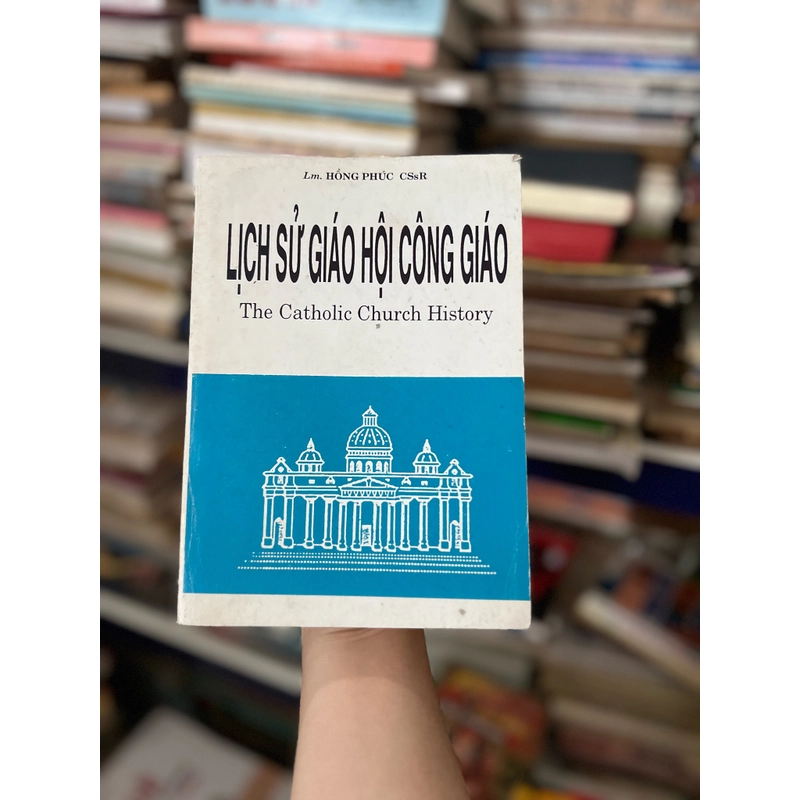 Lm. HỒNG PHÚC CSsR
LỊCH SỬ GIÁO HỘI CÔNG GIÁO
The Catholic Church History